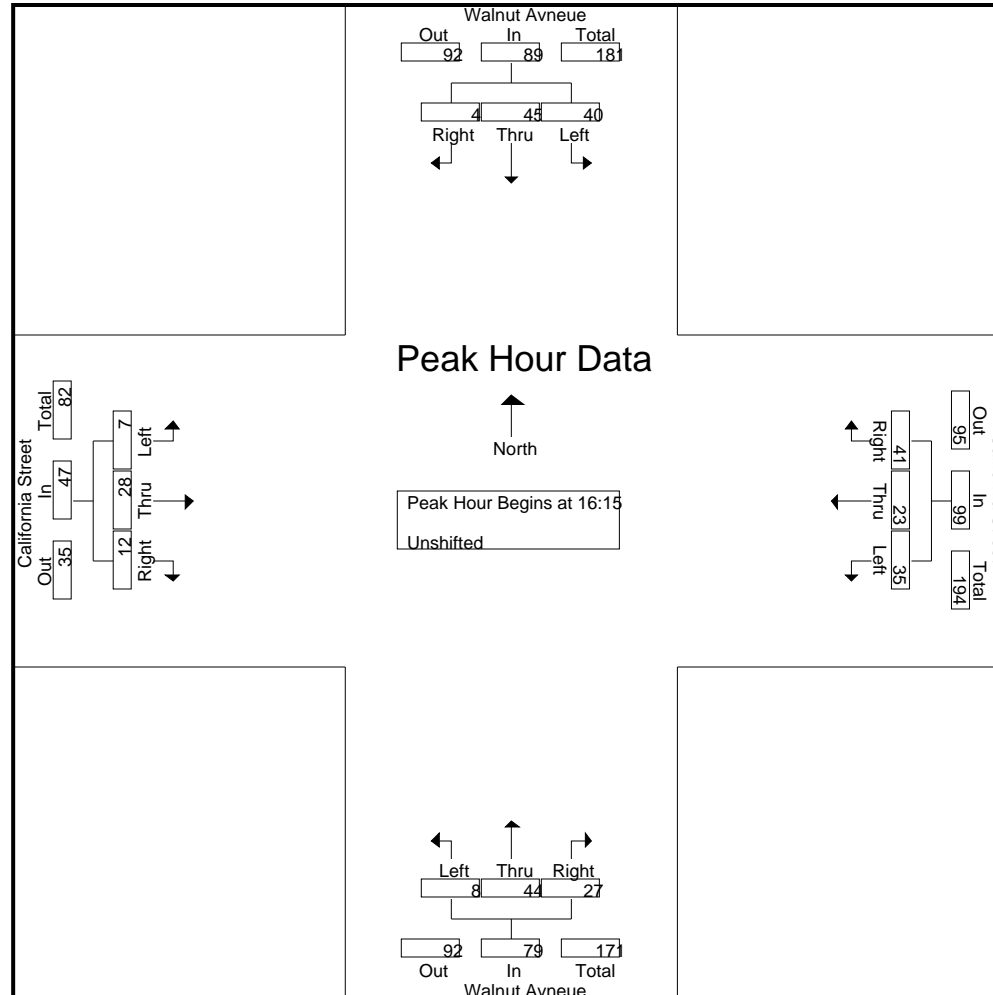 Walnut Avneue
Out In Total
92 89 181
4 45 40
Right Thru Left
Peak Hour Data
North
Peak Hour Begins at 16:15
Unshifted
California Street
Total In Out
82 47 35
7 28 12
Left Thru Right
Out In Total
95 99 194
41 23 35
Right Thru Left
Left Thru Right
8 44 27
92 79 171
Out In Total
Walnut Avneue